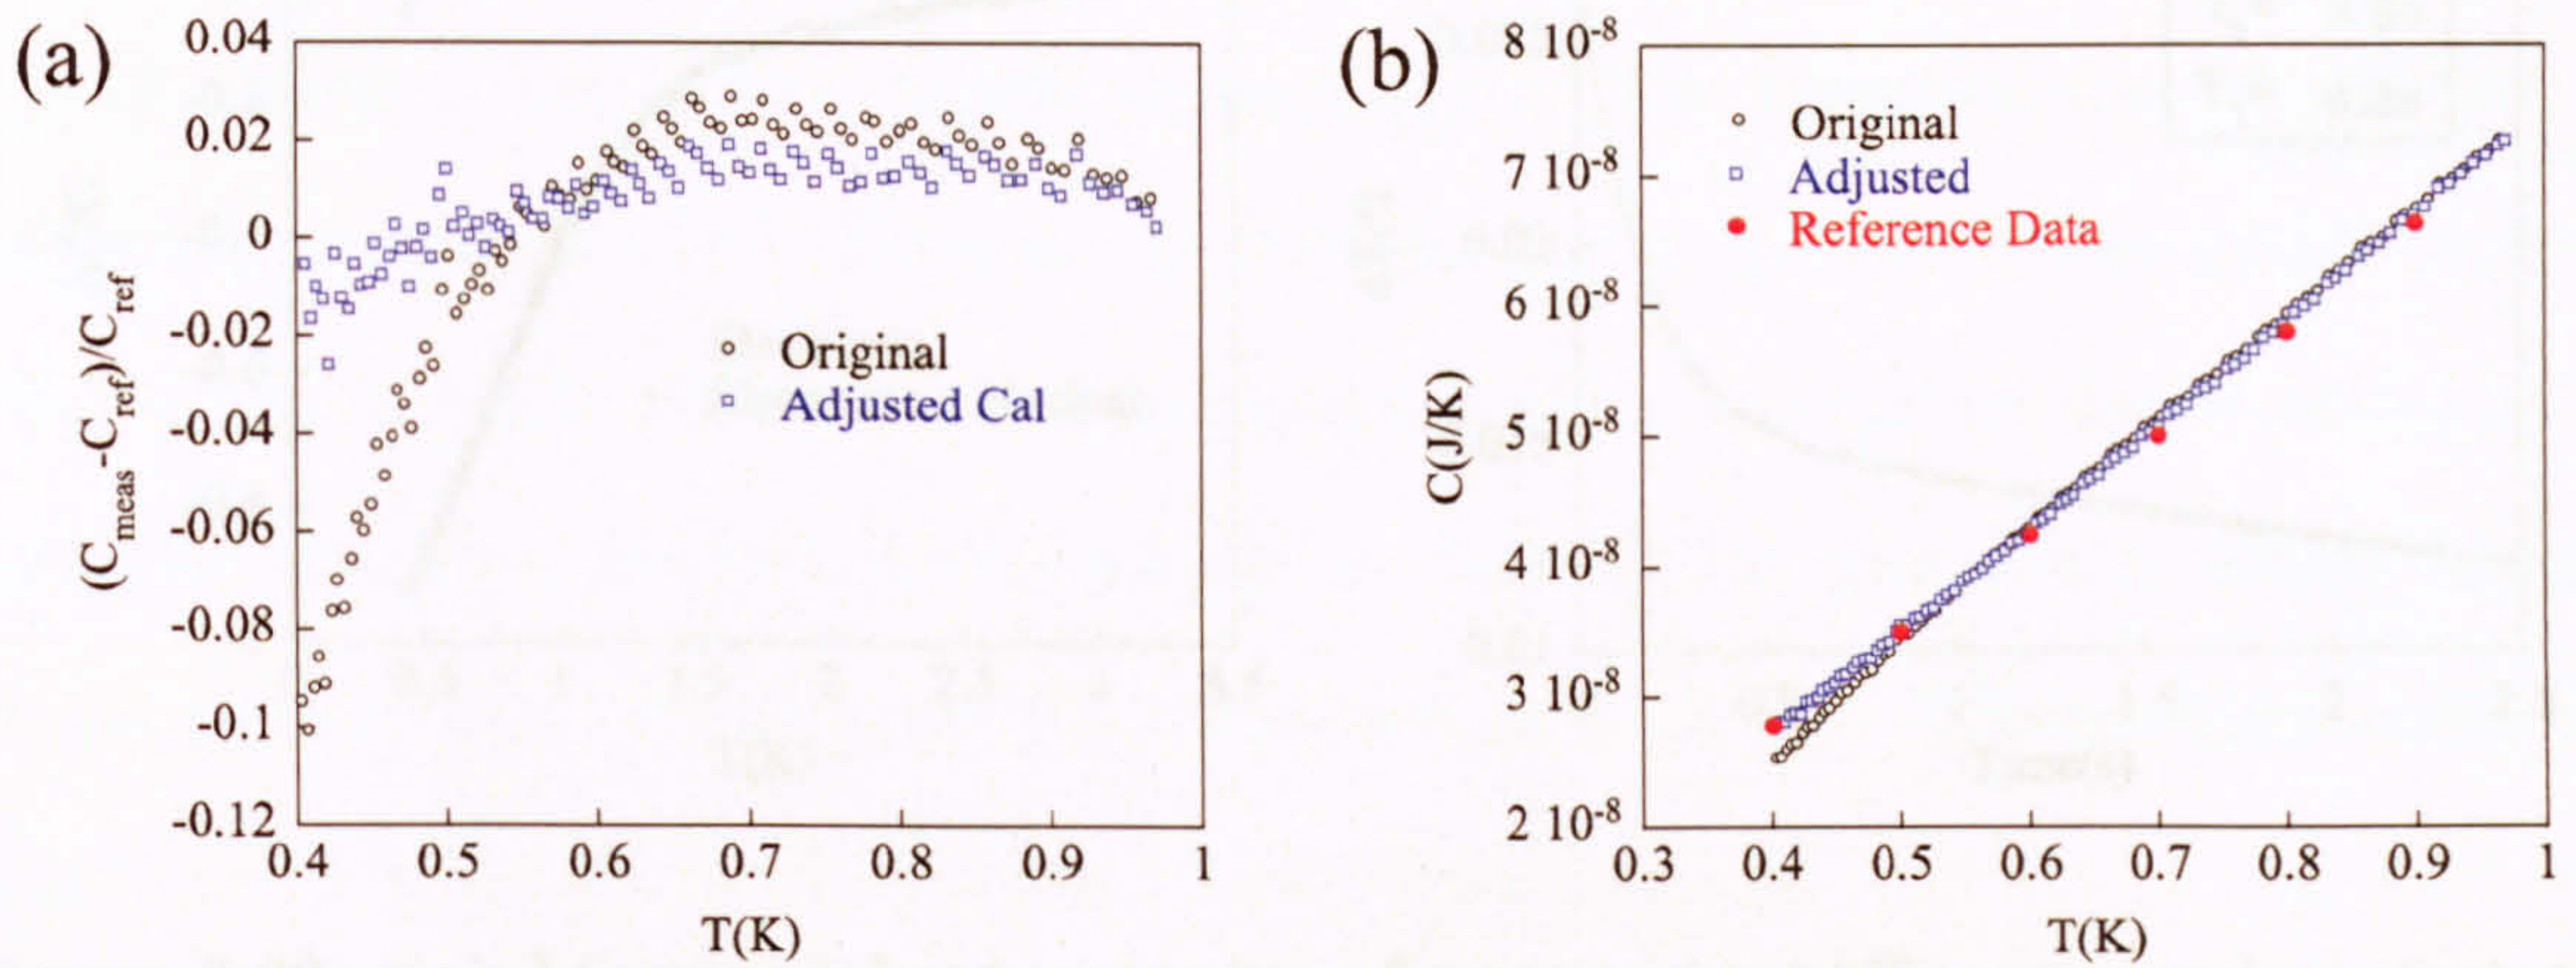 (a)
0.04
0.02
0
-0.02
-0.04
-0.06
-0.08
-0.1
-0.12
(C_meas-C_ref)/C_ref
Original
Adjusted Cal
0.4 0.5 0.6 0.7 0.8 0.9 1
T(K)
(b)
8 10^-8
7 10^-8
6 10^-8
5 10^-8
4 10^-8
3 10^-8
2 10^-8
C(J/K)
Original
Adjusted
Reference Data
0.3 0.4 0.5 0.6 0.7 0.8 0.9 1
T(K)